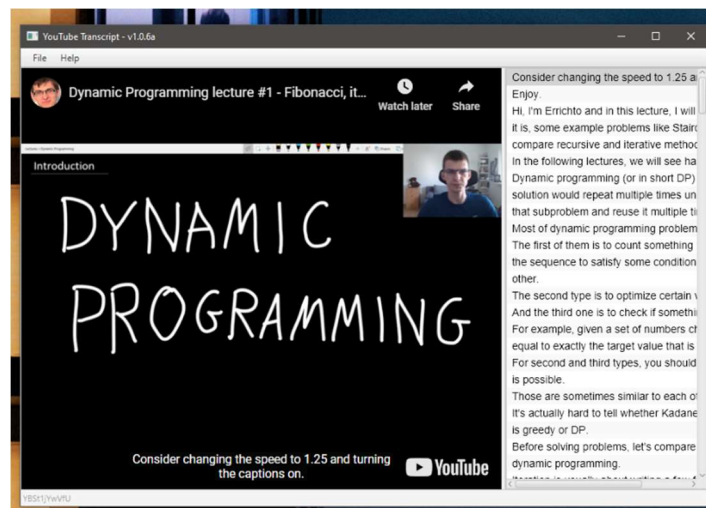 YouTube Transcript - v1.0.6a
File Help
Dynamic Programming lecture #1 - Fibonacci, it...
Watch later
Share
Introduction
DYNAMIC
PROGRAMMING
Consider changing the speed to 1.25 and turning
the captions on.
YouTube
Consider changing the speed to 1.25 a
Enjoy.
Hi, I'm Errichto and in this lecture, I will
it is, some example problems like Stairc
compare recursive and iterative method
In the following lectures, we will see ha
Dynamic programming (or in short DP)
solution would repeat multiple times un
that subproblem and reuse it multiple ti
Most of dynamic programming problem
The first of them is to count something
the sequence to satisfy some condition
other.
The second type is to optimize certain v
And the third one is to check if somethi
For example, given a set of numbers ch
equal to exactly the target value that is
For second and third types, you should
is possible.
Those are sometimes similar to each ot
It's actually hard to tell whether Kadane
is greedy or DP.
Before solving problems, let's compare
dynamic programming.
YBSt1jYwVfU